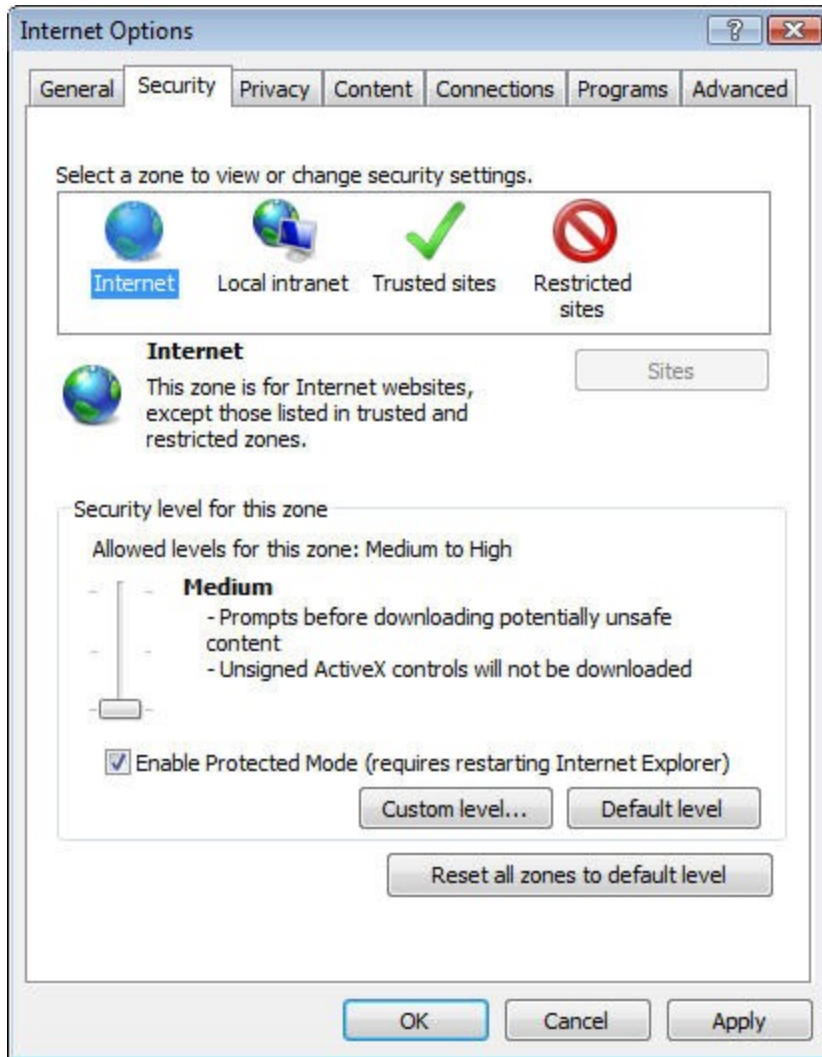 Internet Options
General Security Privacy Content Connections Programs Advanced
Select a zone to view or change security settings.
Internet Local intranet Trusted sites Restricted
sites
Internet
Sites
This zone is for Internet websites,
except those listed in trusted and
restricted zones.
Security level for this zone
Allowed levels for this zone: Medium to High
Medium
- Prompts before downloading potentially unsafe
content
- Unsigned ActiveX controls will not be downloaded
Enable Protected Mode (requires restarting Internet Explorer)
Custom level... Default level
Reset all zones to default level
OK Cancel Apply